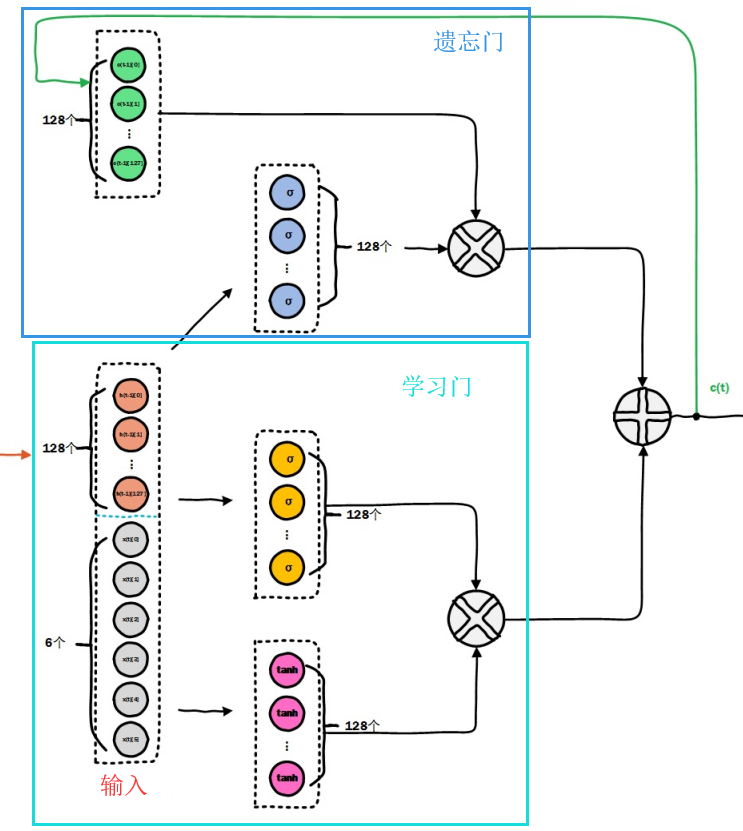 遗忘门
c(t-1)[0]
c(t-1)[1]
128个
⋮
c(t-1)[127]
σ
σ
128个
⋮
σ
c(t)
学习门
h(t-1)[0]
h(t-1)[1]
128个
⋮
h(t-1)[127]
σ
σ
128个
⋮
σ
x(t)[0]
x(t)[1]
x(t)[2]
6个
x(t)[4]
x(t)[5]
tanh
tanh
128个
⋮
tanh
输入